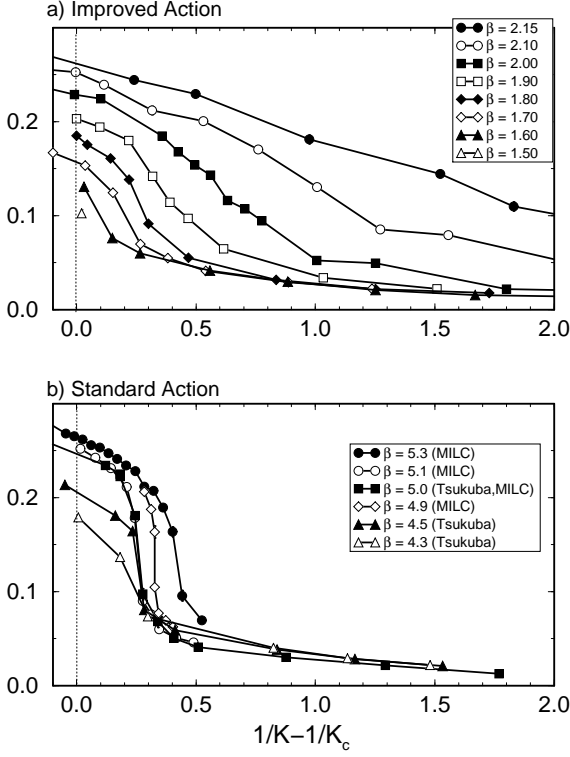 a) Improved Action
β = 2.15
β = 2.10
β = 2.00
β = 1.90
β = 1.80
β = 1.70
β = 1.60
β = 1.50
0.2
0.1
0.0
0.0 0.5 1.0 1.5 2.0
b) Standard Action
β = 5.3 (MILC)
β = 5.1 (MILC)
β = 5.0 (Tsukuba,MILC)
β = 4.9 (MILC)
β = 4.5 (Tsukuba)
β = 4.3 (Tsukuba)
0.2
0.1
0.0
0.0 0.5 1.0 1.5 2.0
1/K−1/Kc